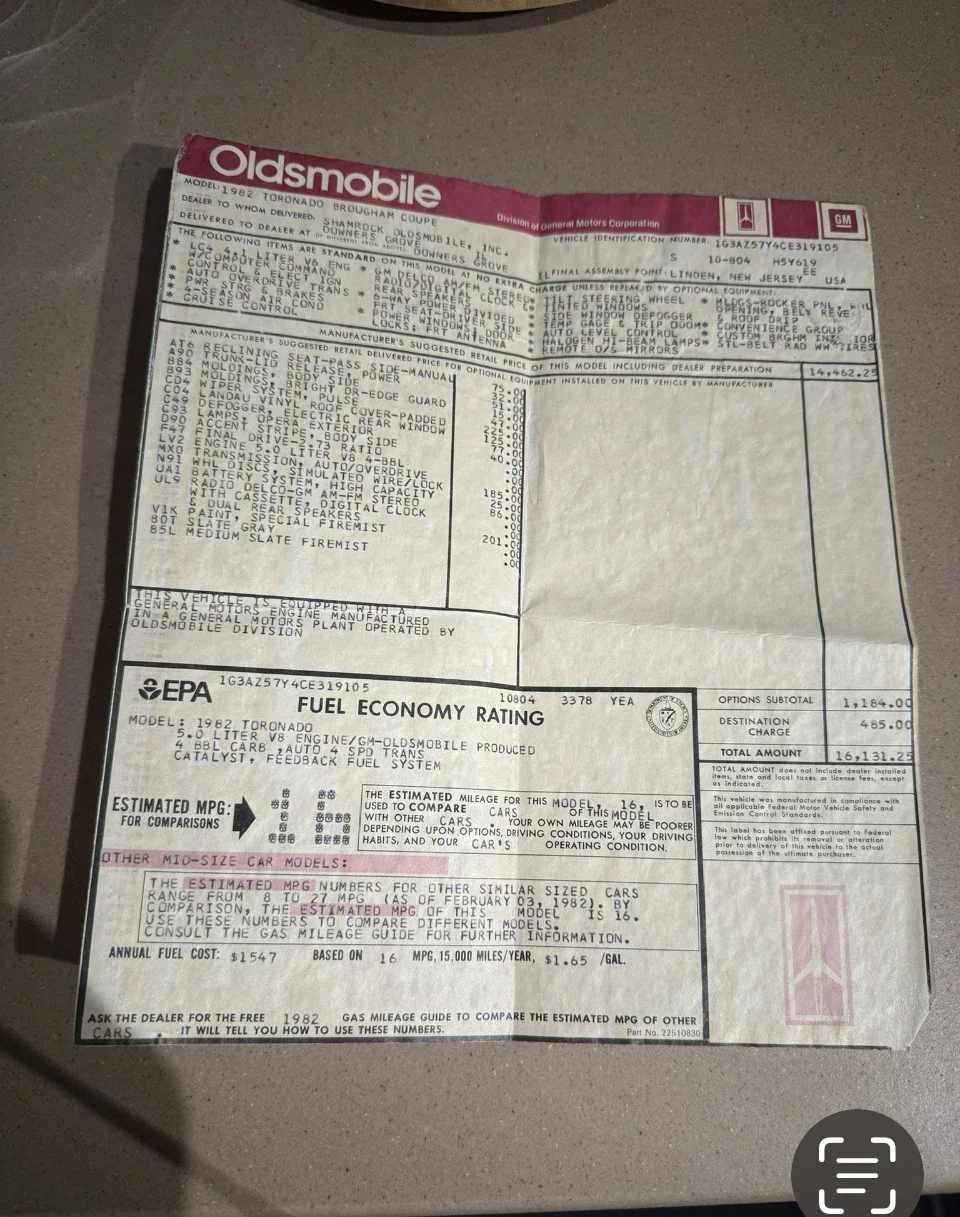 Oldsmobile
Division of General Motors Corporation
GM
MODEL: 1982 TORONADO BROUGHAM COUPE
DEALER TO WHOM DELIVERED: SHAMROCK OLDSMOBILE, INC.
DOWNERS GROVE, IL
DELIVERED TO DEALER AT (IF DIFFERENT FROM ABOVE) DOWNERS GROVE IL
VEHICLE IDENTIFICATION NUMBER: 1G3AZ57Y4CE319105
S 10-804 H5Y619
EE
FINAL ASSEMBLY POINT: LINDEN, NEW JERSEY USA
THE FOLLOWING ITEMS ARE STANDARD ON THIS MODEL AT NO EXTRA CHARGE UNLESS REPLACED BY OPTIONAL EQUIPMENT:
* LC4 4.1 LITER V6 ENG
W/COMPUTER COMMAND
CONTROL & ELECT IGN
* AUTO OVERDRIVE TRANS
* PWR STRG & BRAKES
* 4-SEASON AIR COND
* CRUISE CONTROL
* GM DELCO AM/FM STEREO
RADIO/DIGITAL CLOCK&
REAR SPEAKERS
* 6-WAY POWER DIVIDED
FRT SEAT-DRIVER SIDE
* POWER WINDOWS, DOOR
LOCKS: FRT ANTENNA
* TILT STEERING WHEEL
* TINTED WINDOWS
* SIDE WINDOW DEFOGGER
* TEMP GAGE & TRIP ODOM
* AUTO LEVEL CONTROL
* HALOGEN HI-BEAM LAMPS
* REMOTE O/S MIRRORS
* MLDGS-ROCKER PNL,
OPENING, BELT REVEL
& ROOF DRIP
* CONVENIENCE GROUP
* CUSTOM BRGHM
* STL-BELT RAD WW TIRES
MANUFACTURER'S SUGGESTED RETAIL PRICE OF THIS MODEL INCLUDING DEALER PREPARATION 14,462.25
MANUFACTURER'S SUGGESTED RETAIL DELIVERED PRICE FOR OPTIONAL EQUIPMENT INSTALLED ON THIS VEHICLE BY MANUFACTURER
AT6 RECLINING SEAT-PASS SIDE-MANUAL 75.00
A90 TRUNK-LID RELEASE, POWER 32.00
B84 MOLDINGS, BODY SIDE 51.00
B93 MOLDINGS, BRIGHT DR-EDGE GUARD 15.00
CD4 WIPER SYSTEM, PULSE 47.00
C04 LANDAU VINYL ROOF COVER-PADDED 225.00
C49 DEFOGGER, ELECTRIC REAR WINDOW 125.00
C93 LAMPS, OPERA EXTERIOR 77.00
D90 ACCENT STRIPE, BODY SIDE 40.00
F47 FINAL DRIVE-2.73 RATIO .00
LV2 ENGINE 5.0 LITER V8 4-BBL .00
MX0 TRANSMISSION, AUTO/OVERDRIVE .00
N91 WHL DISCS, SIMULATED WIRE/LOCK 185.00
UA1 BATTERY SYSTEM, HIGH CAPACITY 25.00
UL9 RADIO DELCO-GM AM-FM STEREO 86.00
WITH CASSETTE, DIGITAL CLOCK
& DUAL REAR SPEAKERS
V1K PAINT, SPECIAL FIREMIST 201.00
80T SLATE GRAY .00
85L MEDIUM SLATE FIREMIST .00
THIS VEHICLE IS EQUIPPED WITH A
GENERAL MOTORS ENGINE MANUFACTURED
IN A GENERAL MOTORS PLANT OPERATED BY
OLDSMOBILE DIVISION
OPTIONS SUBTOTAL 1,184.00
DESTINATION CHARGE 485.00
TOTAL AMOUNT 16,131.25
TOTAL AMOUNT does not include dealer installed
items, state and local taxes or license fees, except
as indicated.
This vehicle was manufactured in compliance with
all applicable Federal Motor Vehicle Safety and
Emission Control Standards.
This label has been affixed pursuant to Federal
law which prohibits its removal or alteration
prior to delivery of this vehicle to the actual
possession of the ultimate purchaser.
EPA 1G3AZ57Y4CE319105 10804 3378 YEA
FUEL ECONOMY RATING
MODEL: 1982 TORONADO
5.0 LITER V8 ENGINE/GM-OLDSMOBILE PRODUCED
4 BBL CARB ,AUTO 4 SPD TRANS
CATALYST, FEEDBACK FUEL SYSTEM
ESTIMATED MPG:
FOR COMPARISONS
16
THE ESTIMATED MILEAGE FOR THIS MODEL, 16, IS TO BE
USED TO COMPARE CARS OF THIS MODEL
WITH OTHER CARS . YOUR OWN MILEAGE MAY BE POORER
DEPENDING UPON OPTIONS, DRIVING CONDITIONS, YOUR DRIVING
HABITS, AND YOUR CAR'S OPERATING CONDITION.
OTHER MID-SIZE CAR MODELS:
THE ESTIMATED MPG NUMBERS FOR OTHER SIMILAR SIZED CARS
RANGE FROM 8 TO 27 MPG (AS OF FEBRUARY 03, 1982). BY
COMPARISON, THE ESTIMATED MPG OF THIS MODEL IS 16.
USE THESE NUMBERS TO COMPARE DIFFERENT MODELS.
CONSULT THE GAS MILEAGE GUIDE FOR FURTHER INFORMATION.
ANNUAL FUEL COST: $1547 BASED ON 16 MPG, 15,000 MILES/YEAR, $1.65 /GAL.
ASK THE DEALER FOR THE FREE 1982 GAS MILEAGE GUIDE TO COMPARE THE ESTIMATED MPG OF OTHER
CARS . IT WILL TELL YOU HOW TO USE THESE NUMBERS.
Part No. 22510830